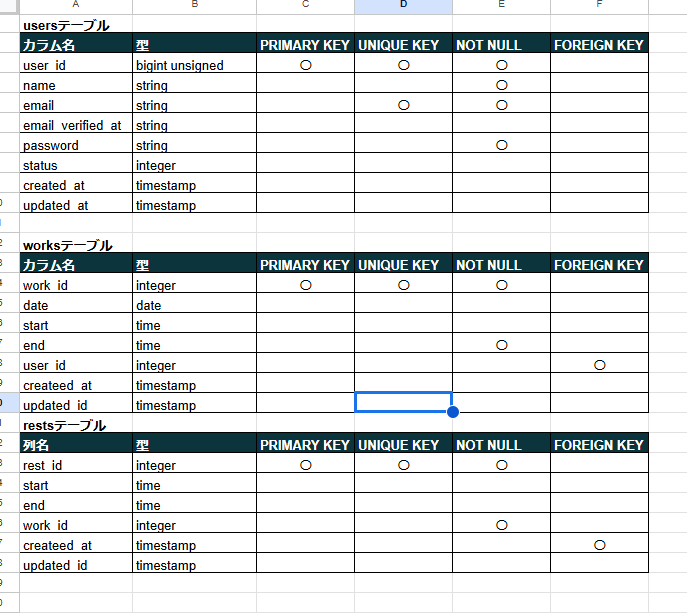 A B C D E F
usersテーブル
カラム名 型 PRIMARY KEY UNIQUE KEY NOT NULL FOREIGN KEY
user_id bigint unsigned 〇 〇 〇
name string 〇
email string 〇 〇
email_verified_at string
password string 〇
status integer
created_at timestamp
updated_at timestamp
worksテーブル
カラム名 型 PRIMARY KEY UNIQUE KEY NOT NULL FOREIGN KEY
work_id integer 〇 〇 〇
date date
start time
end time 〇
user_id integer 〇
createed_at timestamp
updated_id timestamp
restsテーブル
列名 型 PRIMARY KEY UNIQUE KEY NOT NULL FOREIGN KEY
rest_id integer 〇 〇 〇
start time
end time
work_id integer 〇
createed_at timestamp 〇
updated_id timestamp